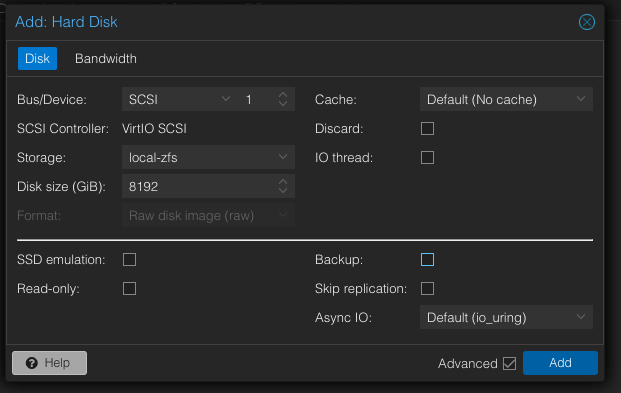 Add: Hard Disk
Disk Bandwidth
Bus/Device: SCSI 1 Cache: Default (No cache)
SCSI Controller: VirtIO SCSI Discard:
Storage: local-zfs IO thread:
Disk size (GiB): 8192
Format: Raw disk image (raw)
SSD emulation: Backup:
Read-only: Skip replication:
Async IO: Default (io_uring)
? Help Advanced Add